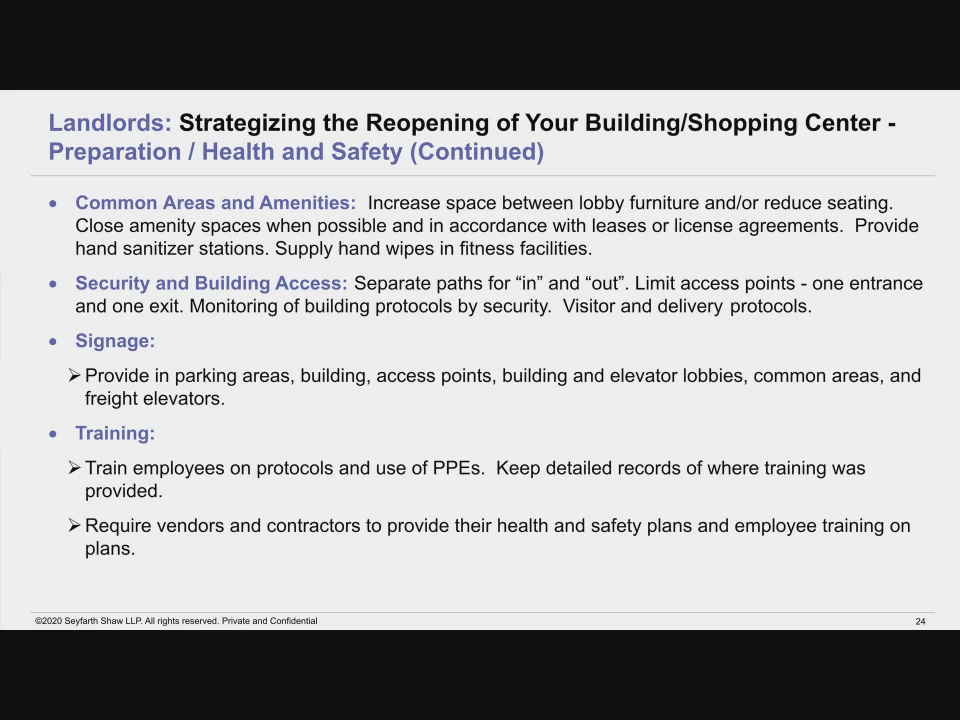 Landlords: Strategizing the Reopening of Your Building/Shopping Center -
Preparation / Health and Safety (Continued)
• Common Areas and Amenities: Increase space between lobby furniture and/or reduce seating.
Close amenity spaces when possible and in accordance with leases or license agreements. Provide
hand sanitizer stations. Supply hand wipes in fitness facilities.
• Security and Building Access: Separate paths for “in” and “out”. Limit access points - one entrance
and one exit. Monitoring of building protocols by security. Visitor and delivery protocols.
• Signage:
➢ Provide in parking areas, building, access points, building and elevator lobbies, common areas, and
freight elevators.
• Training:
➢ Train employees on protocols and use of PPEs. Keep detailed records of where training was
provided.
➢ Require vendors and contractors to provide their health and safety plans and employee training on
plans.
©2020 Seyfarth Shaw LLP. All rights reserved. Private and Confidential
24